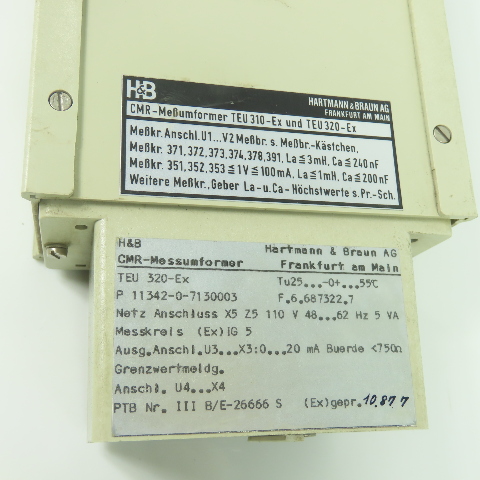 H&B HARTMANN & BRAUN AG
FRANKFURT AM MAIN
CMR-Meßumformer TEU 310-Ex und TEU 320-Ex
Meßkr. Anschl. U1...V2 Meßbr. s. Meßbr.-Kästchen,
Meßkr. 371, 372, 373, 374, 378, 391, La ≦ 3mH, Ca ≦ 240nF
Meßkr. 351, 352, 353 ≦ 1V ≦ 100mA, La ≦ 1mH, Ca ≦ 200nF
Weitere Meßkr., Geber La- u. Ca- Höchstwerte s. Pr.-Sch.
H&B Hartmann & Braun AG
CMR-Messumformer Frankfurt am Main
TEU 320-Ex Tu25...-0+...55C
P 11342-0-7130003 F.6.687322.7
Netz Anschluss X5 Z5 110 V 48...62 Hz 5 VA
Messkreis (Ex)iG 5
Ausg.Anschl.U3...X3:0...20 mA Buerde <750Ω
Grenzwertmeldg.
Anschl. U4...X4
PTB Nr. III B/E-26666 S (Ex)gepr.